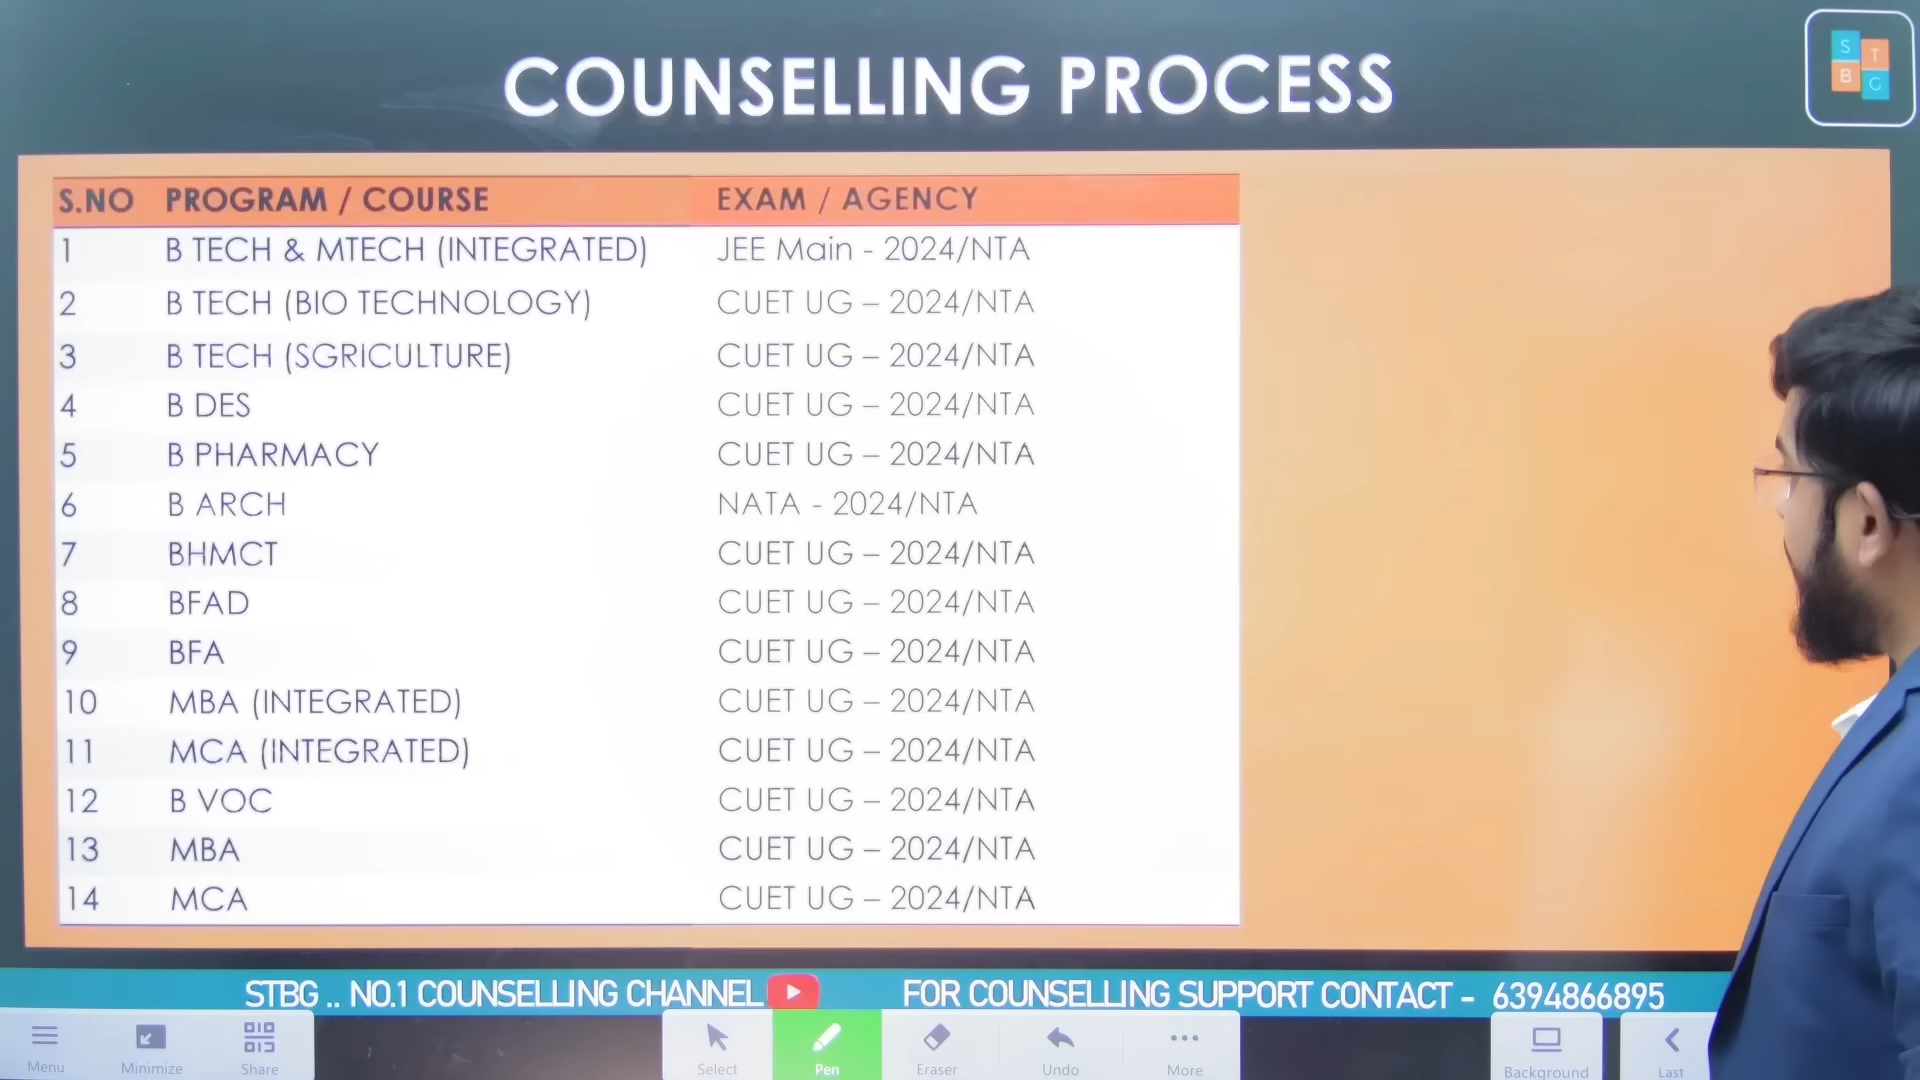 COUNSELLING PROCESS
S
T
B
G
S.NO PROGRAM / COURSE EXAM / AGENCY
1 B TECH & MTECH (INTEGRATED) JEE Main - 2024/NTA
2 B TECH (BIO TECHNOLOGY) CUET UG – 2024/NTA
3 B TECH (SGRICULTURE) CUET UG – 2024/NTA
4 B DES CUET UG – 2024/NTA
5 B PHARMACY CUET UG – 2024/NTA
6 B ARCH NATA - 2024/NTA
7 BHMCT CUET UG – 2024/NTA
8 BFAD CUET UG – 2024/NTA
9 BFA CUET UG – 2024/NTA
10 MBA (INTEGRATED) CUET UG – 2024/NTA
11 MCA (INTEGRATED) CUET UG – 2024/NTA
12 B VOC CUET UG – 2024/NTA
13 MBA CUET UG – 2024/NTA
14 MCA CUET UG – 2024/NTA
STBG .. NO.1 COUNSELLING CHANNEL FOR COUNSELLING SUPPORT CONTACT - 6394866895
Menu Minimize Share Select Pen Eraser Undo More Background Last